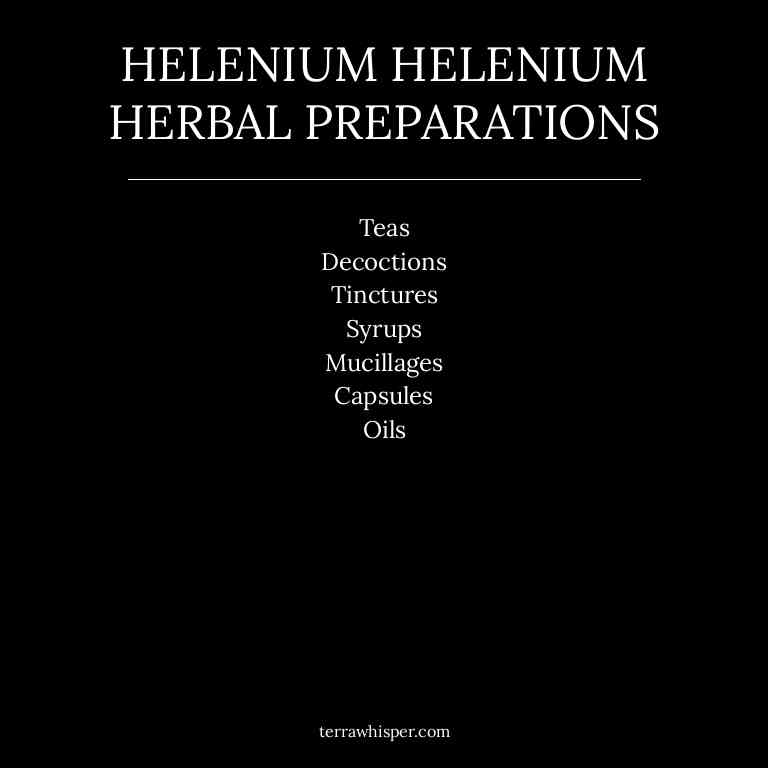 HELENIUM HELENIUM
HERBAL PREPARATIONS
Teas
Decoctions
Tinctures
Syrups
Mucillages
Capsules
Oils
terrawhisper.com